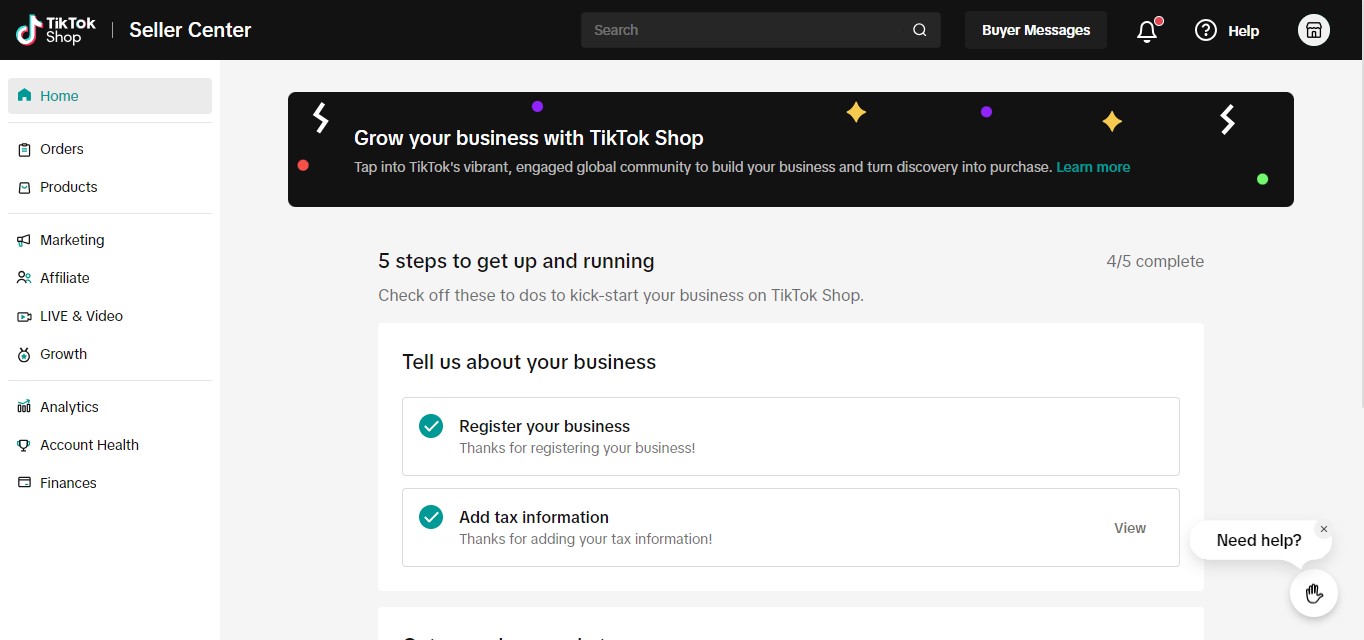 TikTok
Shop
Seller Center
Search
Buyer Messages
Help
Home
Orders
Products
Marketing
Affiliate
LIVE & Video
Growth
Analytics
Account Health
Finances
Grow your business with TikTok Shop
Tap into TikTok's vibrant, engaged global community to build your business and turn discovery into purchase. Learn more
5 steps to get up and running
4/5 complete
Check off these to dos to kick-start your business on TikTok Shop.
Tell us about your business
Register your business
Thanks for registering your business!
Add tax information
Thanks for adding your tax information!
View
Need help?